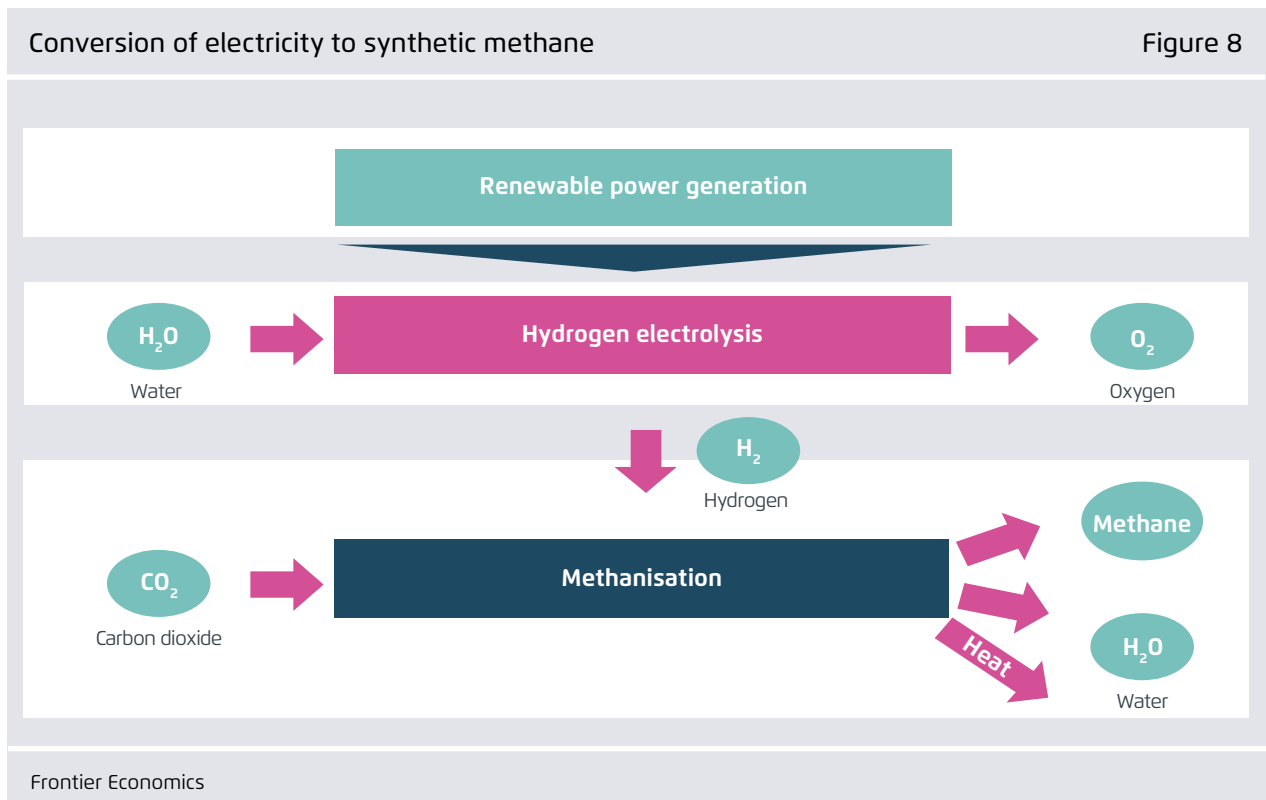 Conversion of electricity to synthetic methane
Figure 8
Renewable power generation
H₂O
Water
Hydrogen electrolysis
O₂
Oxygen
H₂
Hydrogen
CO₂
Carbon dioxide
Methanisation
Methane
Heat
H₂O
Water
Frontier Economics